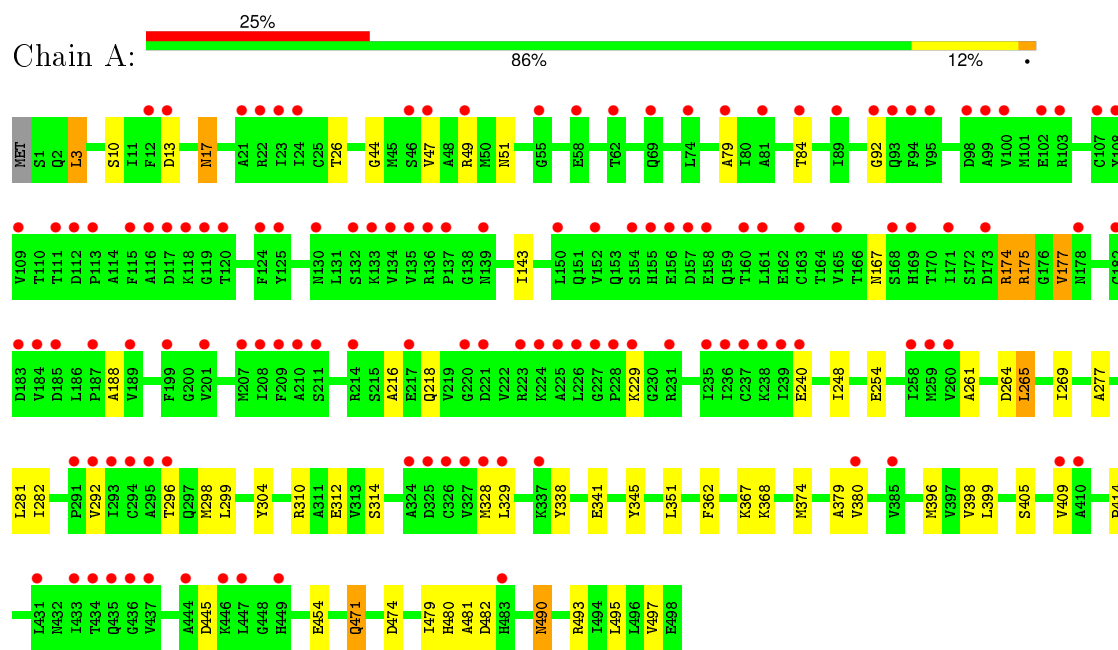 25%
Chain A:
86% 12% •
MET S1 Q2 L3 S10 I11 F12 D13 N17 A21 R22 I23 I24 C25 T26 G44 M45 S46 V47 A48 R49 M50 N51 G55 E58 T62 Q69 L74 A79 I80 A81 T84 I89 G92 Q93 F94 V95 D98 A99 V100 M101 E102 R103 C107
V109 T110 T111 D112 P113 A114 F115 A116 D117 K118 G119 T120 F124 Y125 N130 L131 S132 K133 V134 V135 R136 P137 G138 N139 I143 L150 Q151 V152 Q153 S154 H155 E156 D157 E158 Q159 T160 L161 E162 C163 T164 V165 T166 N167 S168 H169 T170 I171 S172 D173 R174 R175 G176 V177 N178
D183 V184 D185 L186 P187 A188 V189 F199 G200 V201 M207 I208 F209 A210 S211 R214 S215 A216 E217 Q218 V219 G220 D221 V222 R223 K224 A225 L226 G227 P228 K229 G230 R231 I235 I236 C237 K238 I239 E240 I248 E254 I258 M259 V260 A261 D264 L265 I269 A277
L281 I282 P291 V292 I293 C294 A295 T296 Q297 M298 L299 Y304 R310 A311 E312 V313 S314 A324 D325 C326 V327 M328 L329 K337 Y338 E341 Y345 L351 F362 K367 K368 M374 A379 V380 V385 M396 V397 V398 L399 S405 V409 A410
L431 N432 I433 T434 Q435 G436 V437 A444 D445 K446 L447 G448 H449 E454 Q471 D474 I479 H480 A481 D482 H483 N490 R493 I494 L495 L496 V497 E498